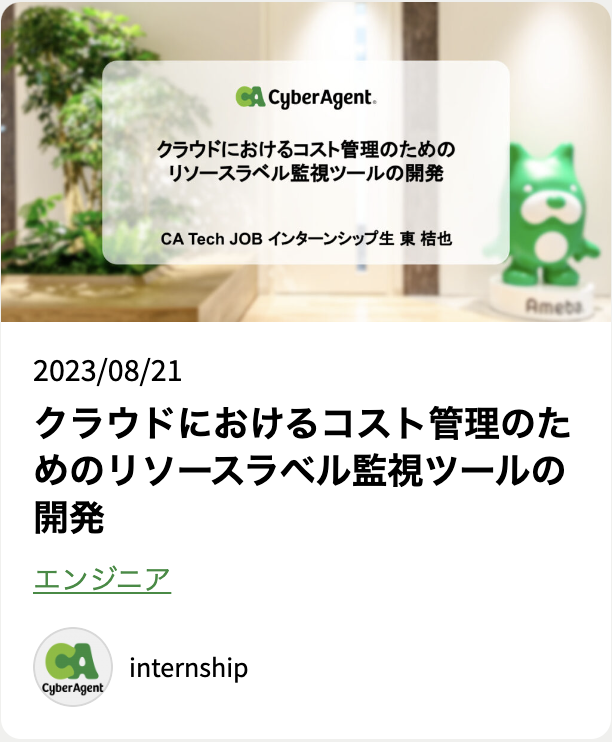 CA CyberAgent.
クラウドにおけるコスト管理のための
リソースラベル監視ツールの開発
CA Tech JOB インターンシップ生 東 桔也
Ameba
2023/08/21
クラウドにおけるコスト管理のた
めのリソースラベル監視ツールの
開発
エンジニア
CA
CyberAgent
internship